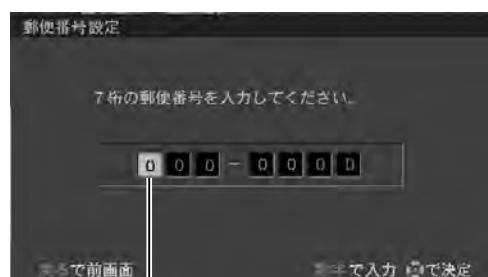 郵便番号設定
7桁の郵便番号を入力してください。
0 0 0 - 0 0 0 0
で前画面
で入力 で決定